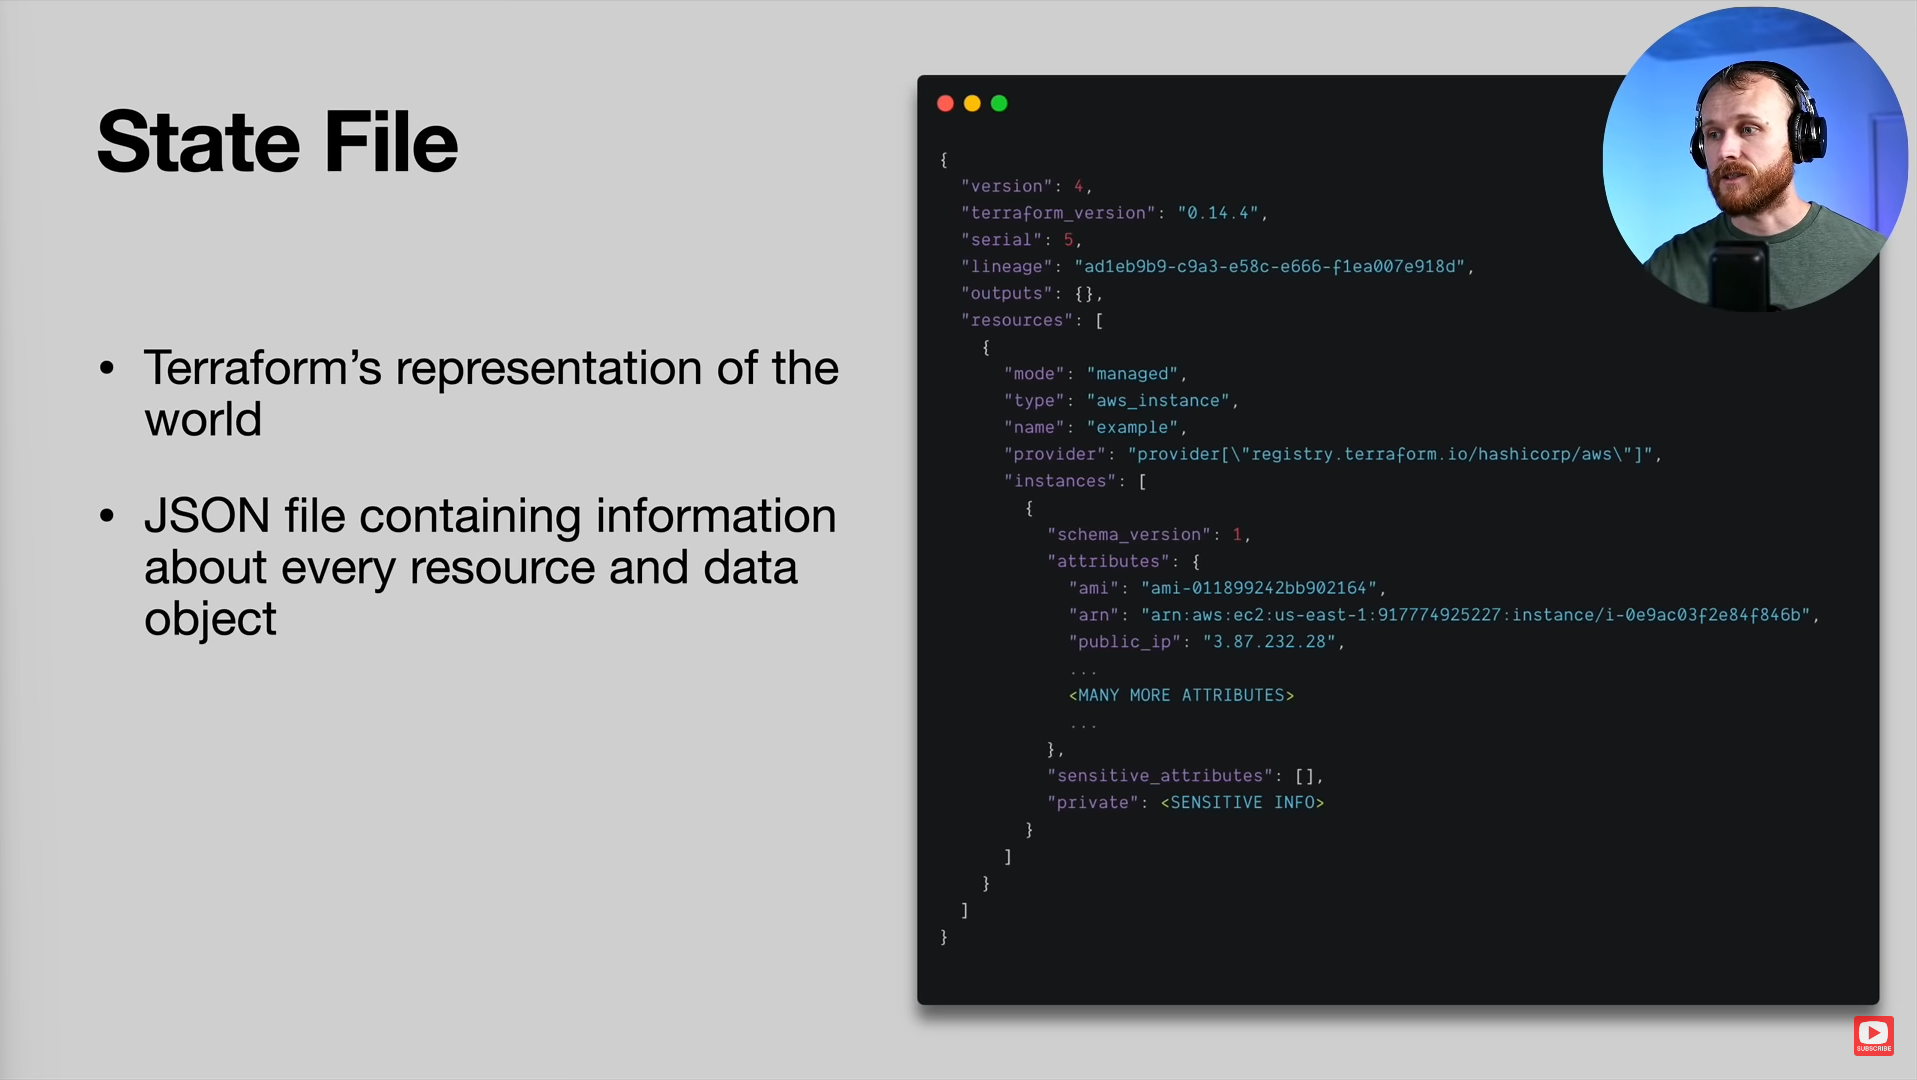 State File
• Terraform’s representation of the
world
• JSON file containing information
about every resource and data
object
{
"version": 4,
"terraform_version": "0.14.4",
"serial": 5,
"lineage": "ad1eb9b9-c9a3-e58c-e666-f1ea007e918d",
"outputs": {},
"resources": [
{
"mode": "managed",
"type": "aws_instance",
"name": "example",
"provider": "provider[\"registry.terraform.io/hashicorp/aws\"]",
"instances": [
{
"schema_version": 1,
"attributes": {
"ami": "ami-011899242bb902164",
"arn": "arn:aws:ec2:us-east-1:917774925227:instance/i-0e9ac03f2e84f846b",
"public_ip": "3.87.232.28",
...
<MANY MORE ATTRIBUTES>
...
},
"sensitive_attributes": [],
"private": <SENSITIVE INFO>
}
]
}
]
}
SUBSCRIBE